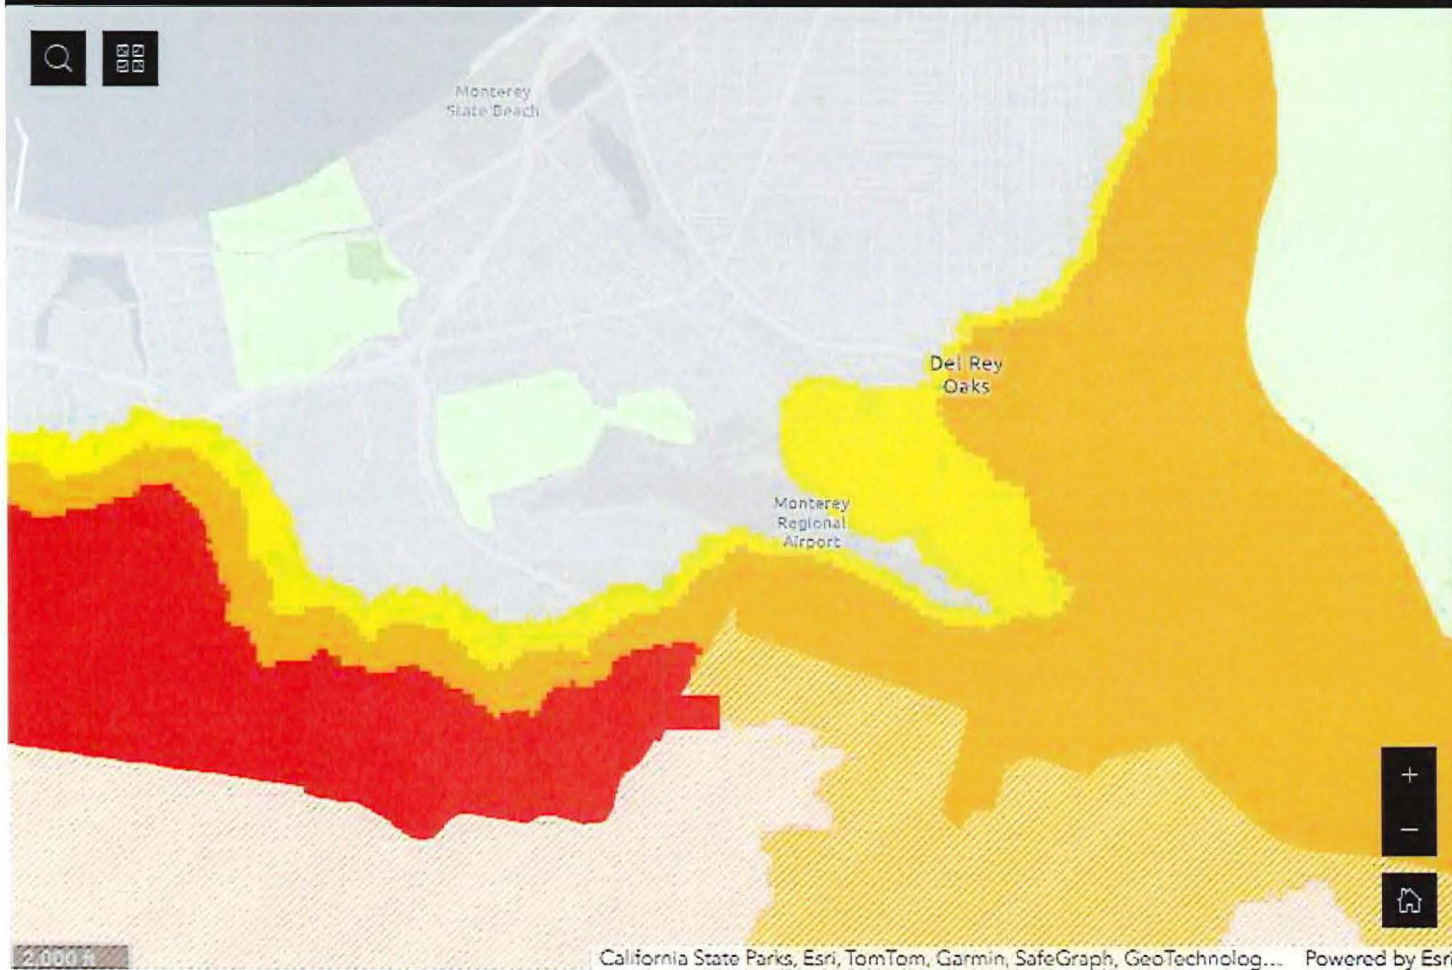 Monterey
State Beach
Del Rey
Oaks
Monterey
Regional
Airport
+
−
2,000 ft
California State Parks, Esri, TomTom, Garmin, SafeGraph, GeoTechnolog... Powered by Esri